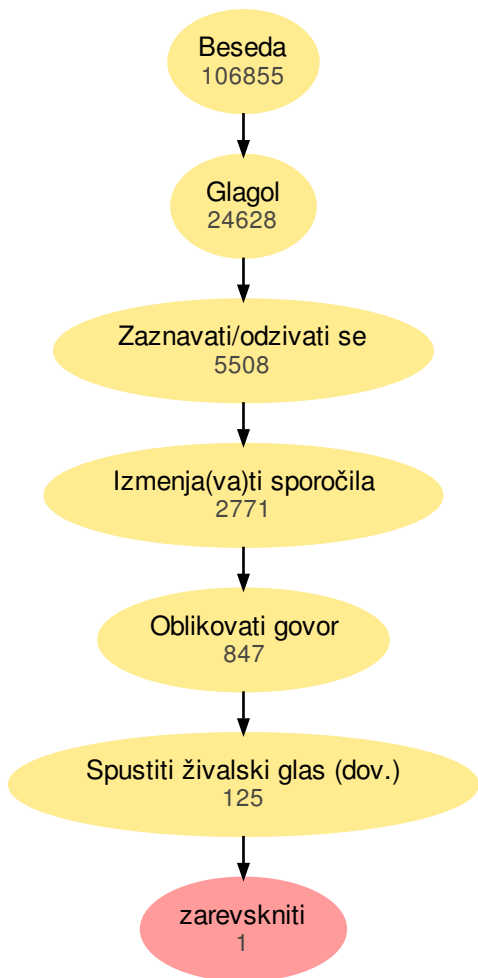 Beseda
106855
Glagol
24628
Zaznavati/odzivati se
5508
Izmenja(va)ti sporočila
2771
Oblikovati govor
847
Spustiti živalski glas (dov.)
125
zarevskniti
1